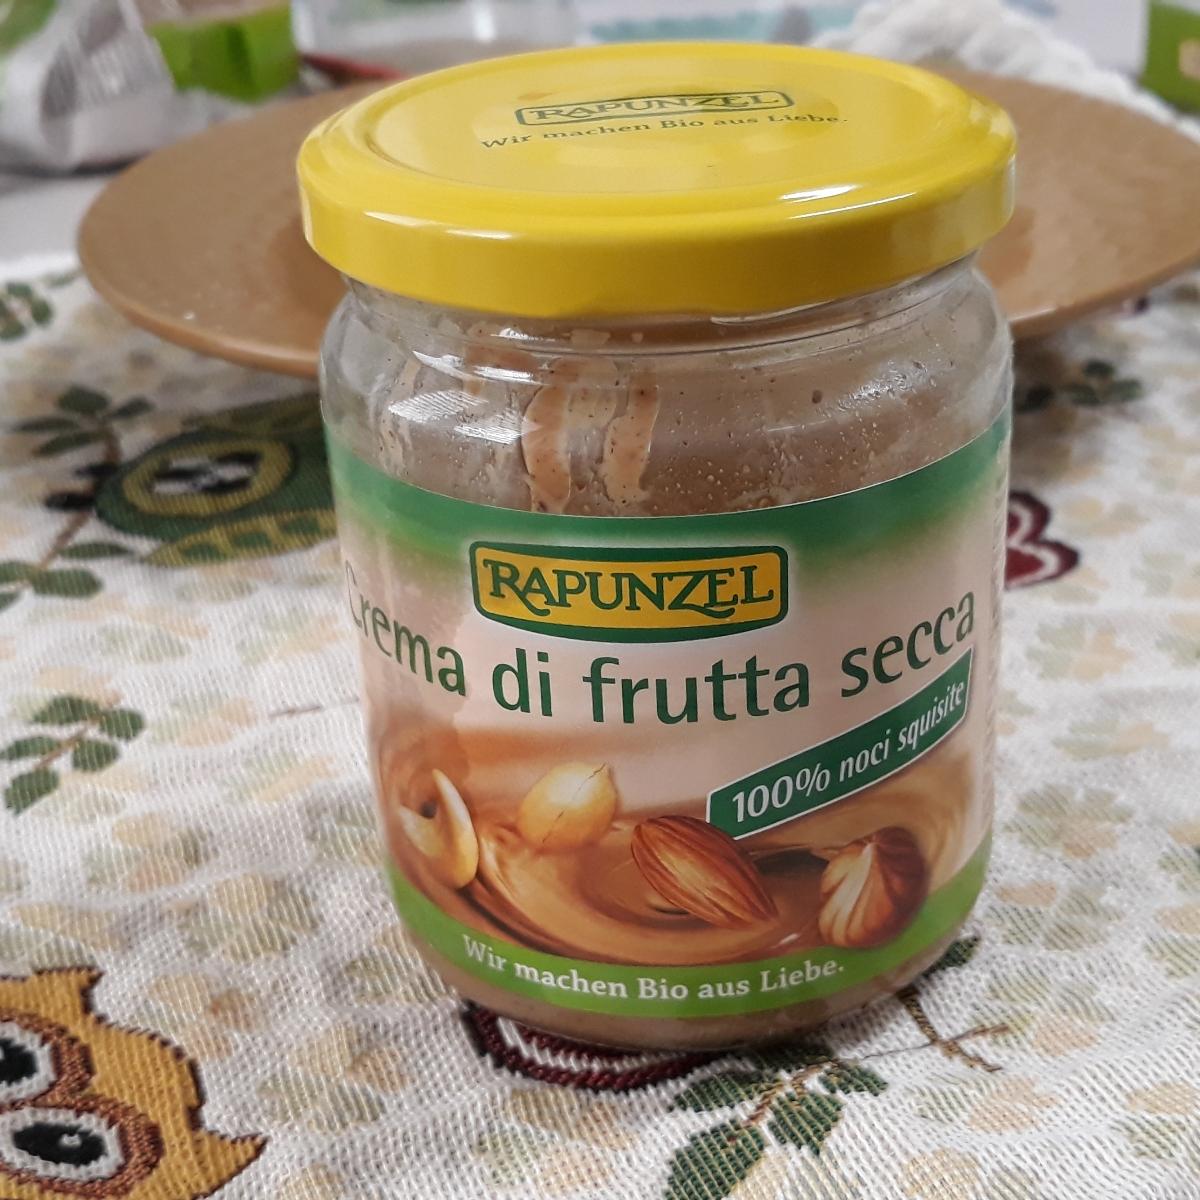 RAPUNZEL
Wir machen Bio aus Liebe.
RAPUNZEL
Crema di frutta secca
100% noci squisite
Wir machen Bio aus Liebe.